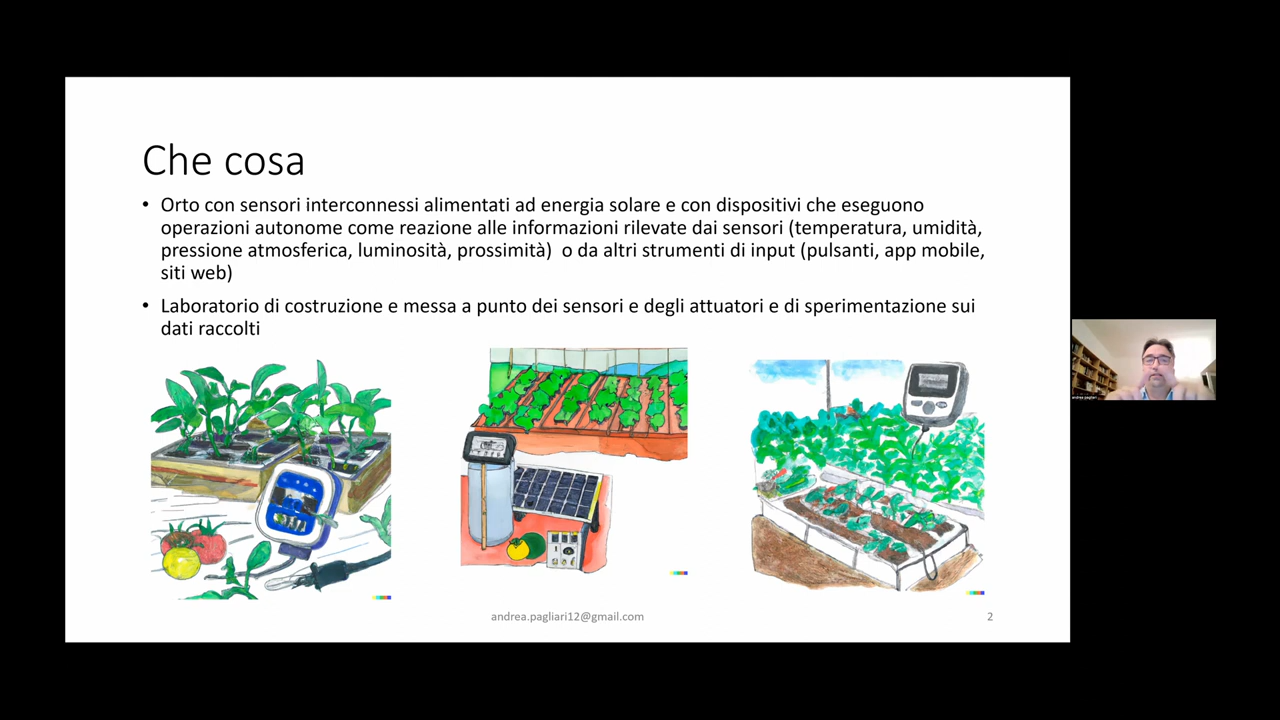 Che cosa
• Orto con sensori interconnessi alimentati ad energia solare e con dispositivi che eseguono
operazioni autonome come reazione alle informazioni rilevate dai sensori (temperatura, umidità,
pressione atmosferica, luminosità, prossimità)  o da altri strumenti di input (pulsanti, app mobile,
siti web)
• Laboratorio di costruzione e messa a punto dei sensori e degli attuatori e di sperimentazione sui
dati raccolti
andrea.pagliari12@gmail.com
2
andrea pagliari